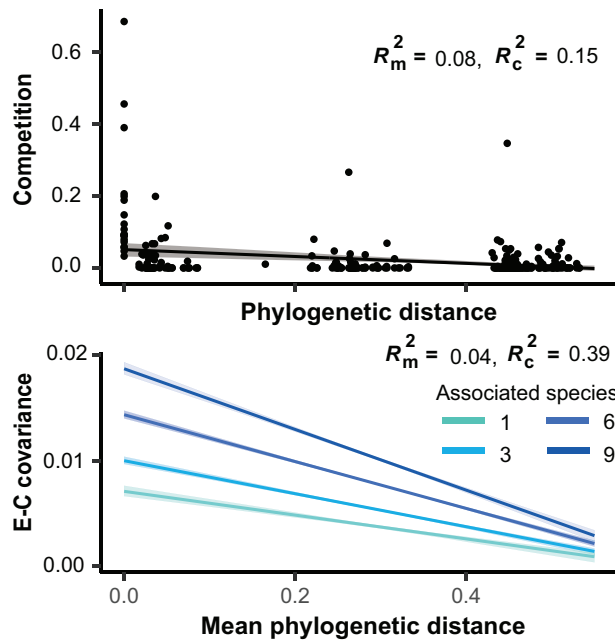 0.6
0.4
0.2
0.0
Competition
R²m = 0.08, R²c = 0.15
Phylogenetic distance
0.02
0.01
0.00
E-C covariance
R²m = 0.04, R²c = 0.39
Associated species
1 6
3 9
0.0 0.2 0.4
Mean phylogenetic distance